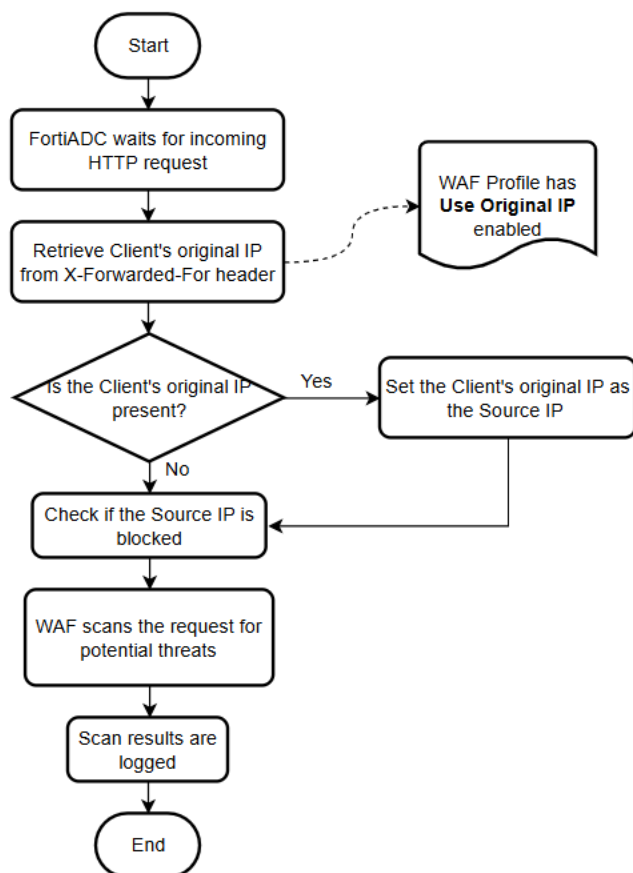 Start
FortiADC waits for incoming
HTTP request
WAF Profile has
Use Original IP
enabled
Retrieve Client's original IP
from X-Forwarded-For header
Is the Client's original IP
present?
Yes
Set the Client's original IP as
the Source IP
No
Check if the Source IP is
blocked
WAF scans the request for
potential threats
Scan results are
logged
End